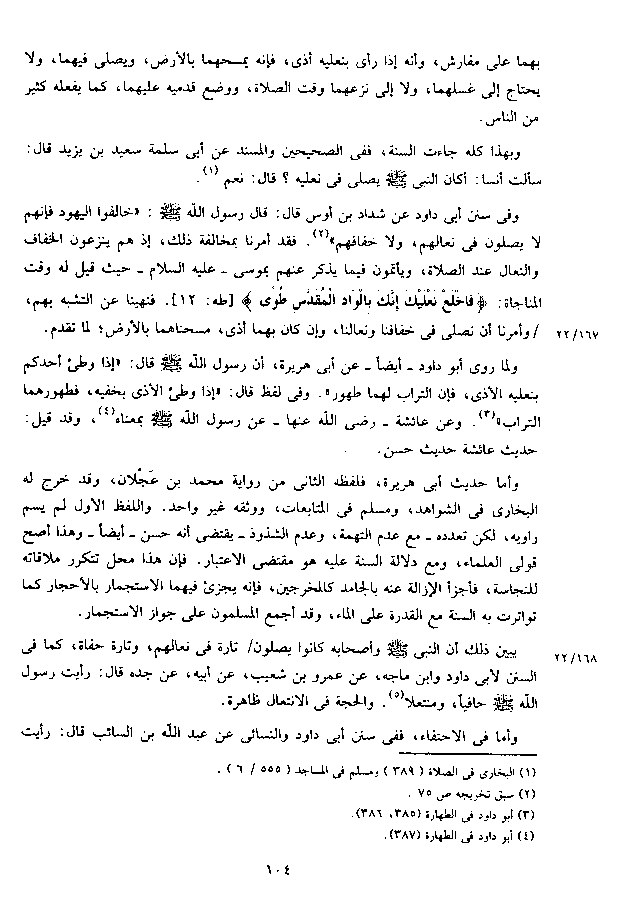 بهما على مفارش، وأنه إذا رأى بنعليه أذى، فإنه يمسحهما بالأرض، ويصلى فيهما، ولا
يحتاج إلى غسلهما، ولا إلى نزعهما وقت الصلاة، ووضع قدميه عليهما، كما يفعله كثير
من الناس.
وبهذا كله جاءت السنة، ففى الصحيحين والمسند عن أبى سلمة سعيد بن يزيد قال:
سألت أنسا: أكان النبى ﷺ يصلى فى نعليه ؟ قال: نعم (١).
وفى سنن أبى داود عن شداد بن أوس قال: قال رسول الله ﷺ : «خالفوا اليهود فإنهم
لا يصلون فى نعالهم، ولا خفافهم»(٢). فقد أمرنا بمخالفة ذلك، إذ هم ينزعون الخفاف
والنعال عند الصلاة، ويأتمون فيما يذكر عنهم بموسى ـ عليه السلام ـ حيث قيل له وقت
المناجاة: ﴿ فَاخْلَعْ نَعْلَيْكَ إِنَّكَ بِالْوَادِ الْمُقَدَّسِ طُوًى ﴾ [طه: ١٢]. فنهينا عن التشبه بهم،
٢٢/١٦٧ /وأمرنا أن نصلى فى خفافنا ونعالنا، وإن كان بهما أذى، مسحناهما بالأرض؛ لما تقدم.
ولما روى أبو داود ـ أيضاً ـ عن أبى هريرة، أن رسول الله ﷺ قال: «إذا وطئ أحدكم
بنعليه الأذى، فإن التراب لهما طهور». وفى لفظ قال: «إذا وطئ الأذى بخفيه، فطهورهما
التراب»(٣). وعن عائشة ـ رضى الله عنها ـ عن رسول الله ﷺ بمعناه(٤)، وقد قيل:
حديث عائشة حديث حسن.
وأما حديث أبى هريرة، فلفظه الثانى من رواية محمد بن عَجْلان، وقد خرج له
البخارى فى الشواهد، ومسلم فى المتابعات، ووثقه غير واحد. واللفظ الأول لم يسم
راويه، لكن تعدده ـ مع عدم التهمة، وعدم الشذوذ ـ يقتضى أنه حسن ـ أيضاً ـ وهذا أصح
قولى العلماء، ومع دلالة السنة عليه هو مقتضى الاعتبار. فإن هذا محل تتكرر ملاقاته
للنجاسة، فأجزأ الإزالة عنه بالجامد كالمخرجين، فإنه يجزئ فيهما الاستجمار بالأحجار كما
تواترت به السنة مع القدرة على الماء، وقد أجمع المسلمون على جواز الاستجمار.
٢٢/١٦٨ يبين ذلك أن النبى ﷺ وأصحابه كانوا يصلون/ تارة فى نعالهم، وتارة حفاة، كما فى
السنن لأبى داود وابن ماجه، عن عمرو بن شعيب، عن أبيه، عن جده قال: رأيت رسول
الله ﷺ حافياً، ومنتعلا(٥). والحجة فى الانتعال ظاهرة.
وأما فى الاحتفاء، ففى سنن أبى داود والنسائى عن عبد الله بن السائب قال: رأيت
(١) البخارى فى الصلاة (٣٨٩) ومسلم فى المساجد (٥٥٥ / ٦) .
(٢) سبق تخريجه ص ٧٥ .
(٣) أبو داود فى الطهارة (٣٨٥، ٣٨٦).
(٤) أبو داود فى الطهارة (٣٨٧).
١٠٤